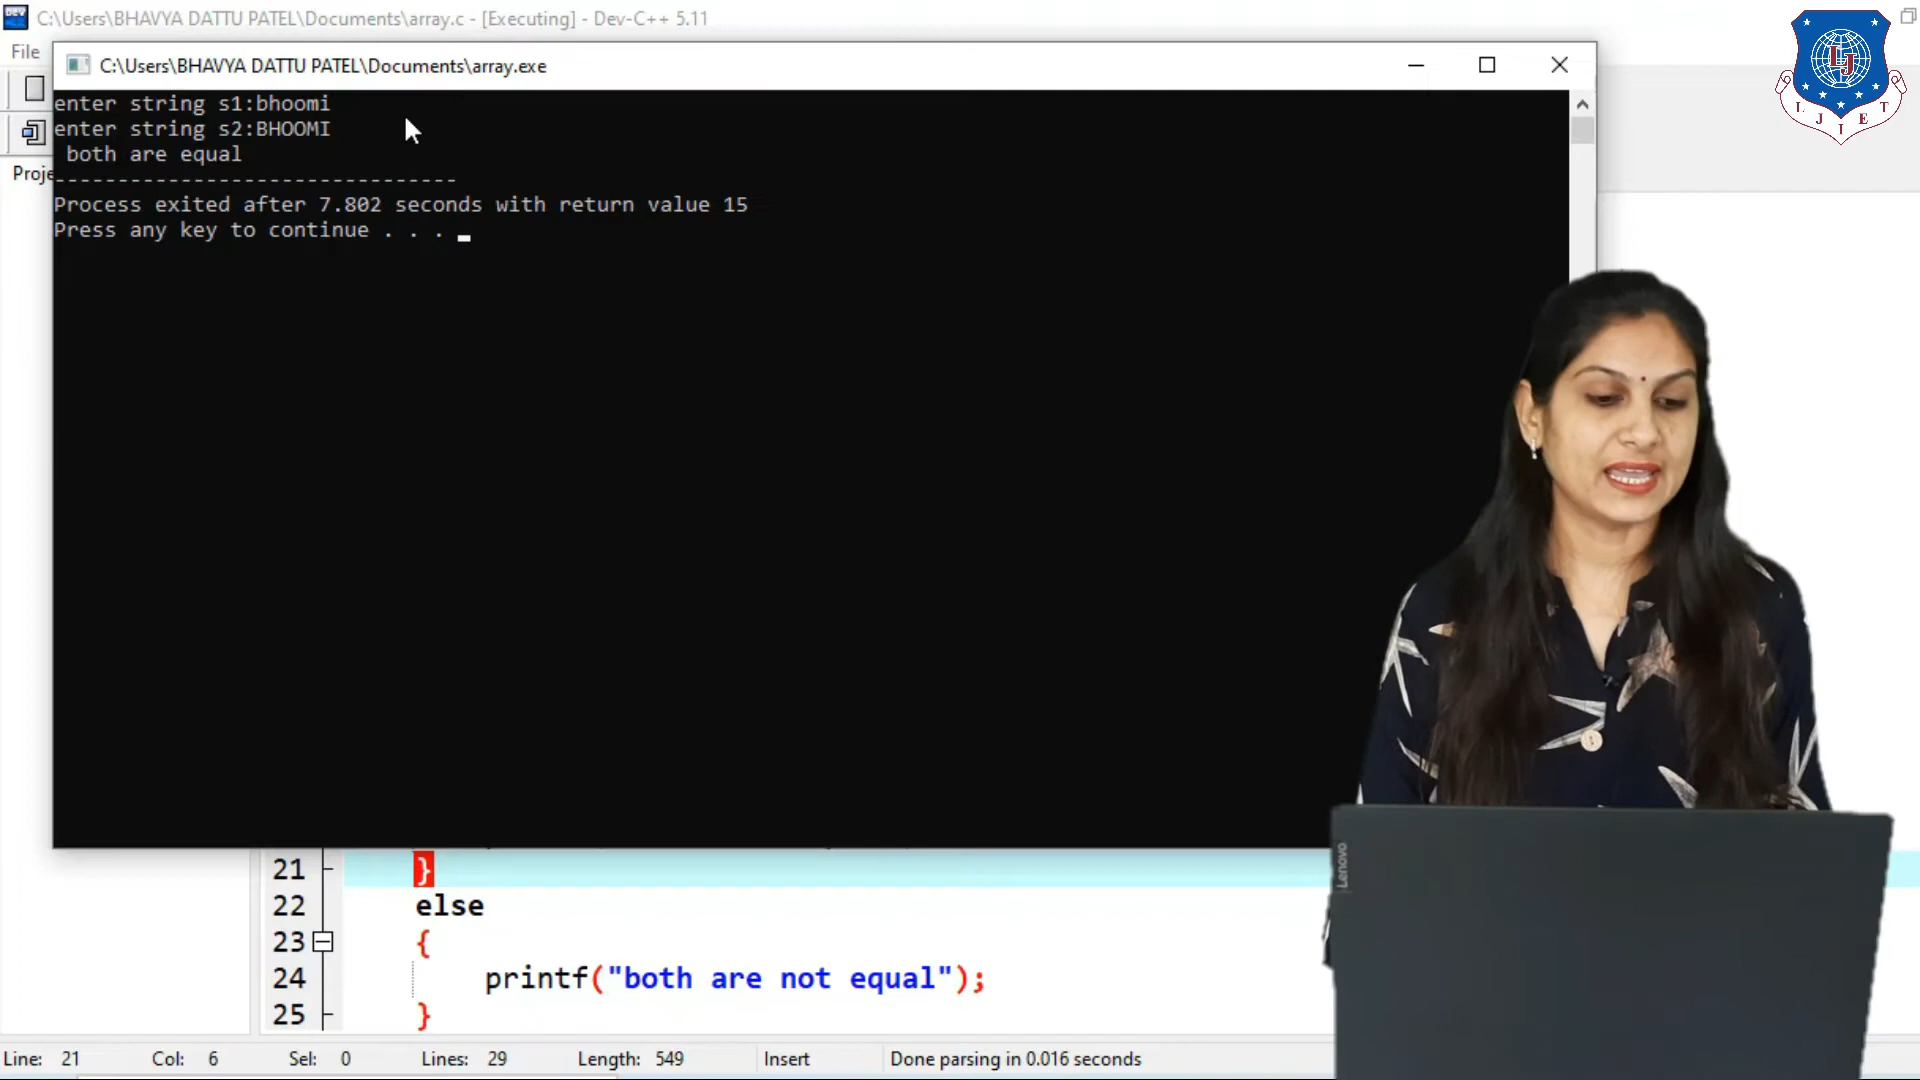 C:\Users\BHAVYA DATTU PATEL\Documents\array.c - [Executing] - Dev-C++ 5.11
File
C:\Users\BHAVYA DATTU PATEL\Documents\array.exe
enter string s1:bhoomi
enter string s2:BHOOMI
both are equal
--------------------------------
Process exited after 7.802 seconds with return value 15
Press any key to continue . . .
Proje
LJ
L J I E T
21 }
22 else
23 {
24 printf("both are not equal");
25 }
Line: 21 Col: 6 Sel: 0 Lines: 29 Length: 549 Insert Done parsing in 0.016 seconds
Lenovo